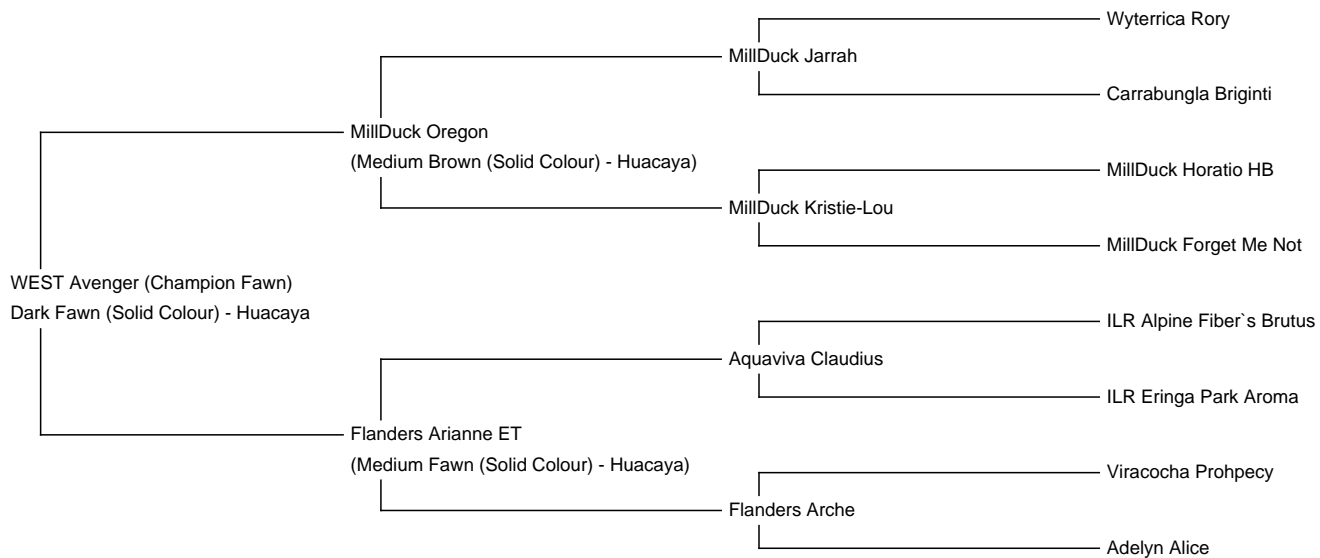 Wyterrica Rory
MillDuck Jarrah
Carrabungla Briginti
MillDuck Oregon
(Medium Brown (Solid Colour) - Huacaya)
MillDuck Horatio HB
MillDuck Kristie-Lou
MillDuck Forget Me Not
WEST Avenger (Champion Fawn)
Dark Fawn (Solid Colour) - Huacaya
ILR Alpine Fiber`s Brutus
Aquaviva Claudius
ILR Eringa Park Aroma
Flanders Arianne ET
(Medium Fawn (Solid Colour) - Huacaya)
Viracocha Prohpecy
Flanders Arche
Adelyn Alice